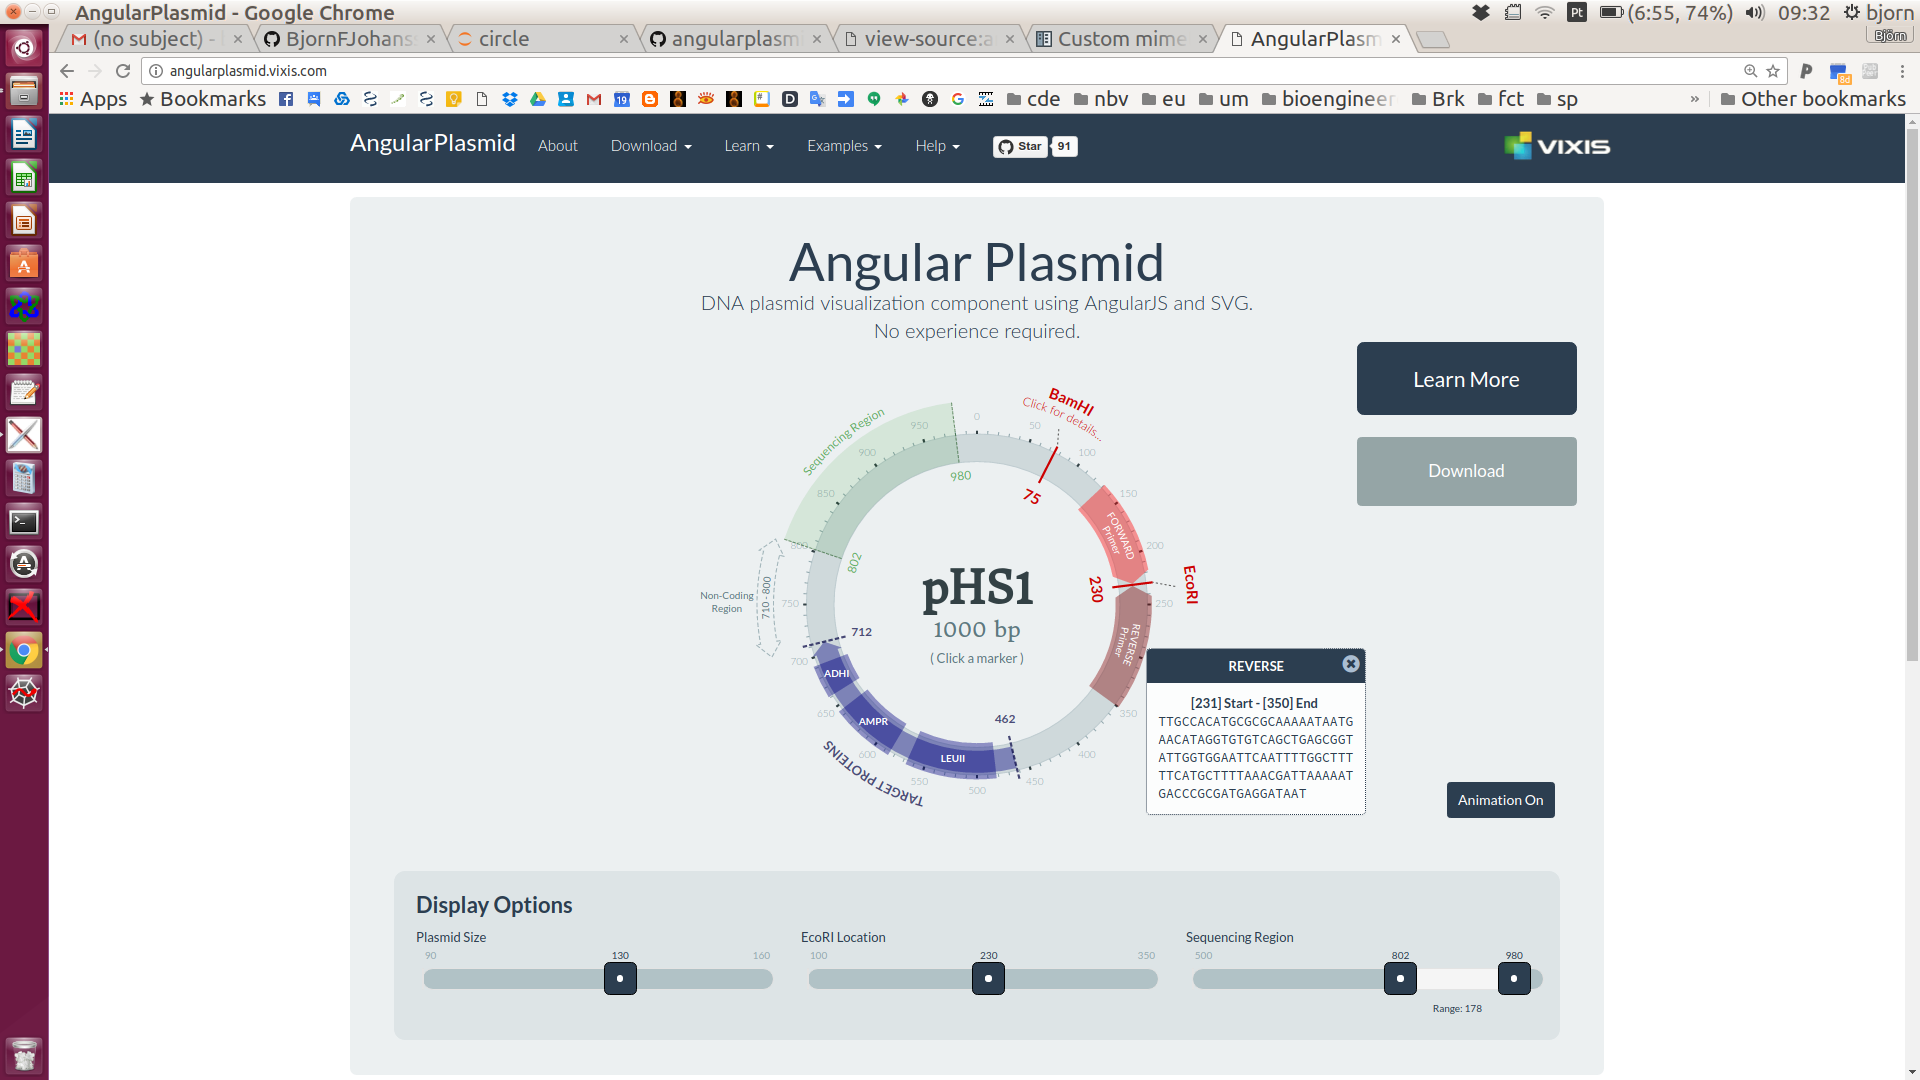 AngularPlasmid - Google Chrome
Pt
(6:55, 74%)
09:32
bjorn
Björn
(no subject) -
BjornFJohans
circle
angularplasm
view-source:a
Custom mime
AngularPlasm
angularplasmid.vixis.com
Apps
Bookmarks
cde
nbv
eu
um
bioengineer
Brk
fct
sp
»
Other bookmarks
AngularPlasmid
About
Download
Learn
Examples
Help
Star
91
VIXIS
Angular Plasmid
DNA plasmid visualization component using AngularJS and SVG.
No experience required.
Learn More
Download
BamHI
Click for details...
Sequencing Region
0
50
100
150
200
250
350
400
450
500
550
600
650
700
750
800
850
900
950
980
75
802
FORWARD
Primer
230
EcoRI
REVERSE
Primer
Non-Coding
Region
710 - 800
pHS1
1000 bp
( Click a marker )
712
462
ADHI
AMPR
LEUII
TARGET PROTEINS
REVERSE
[231] Start - [350] End
TTGCCACATGCGCGCAAAAATAATG
AACATAGGTGTGTCAGCTGAGCGGT
ATTGGTGGAATTCAATTTTGGCTTT
TTCATGCTTTTAAACGATTAAAAAT
GACCCGCGATGAGGATAAT
Animation On
Display Options
Plasmid Size
90
130
160
EcoRI Location
100
230
350
Sequencing Region
500
802
980
Range: 178